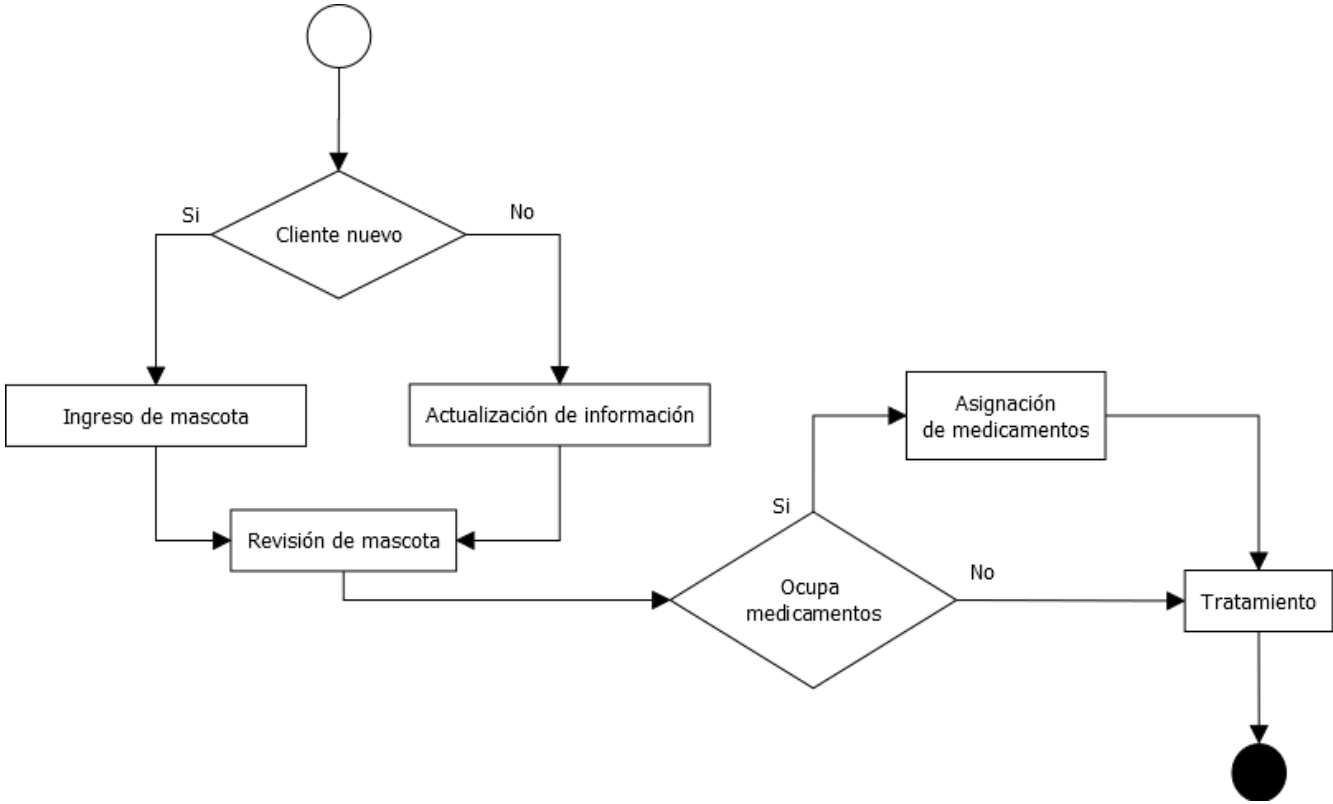 Cliente nuevo
Si
No
Ingreso de mascota
Actualización de información
Revisión de mascota
Ocupa
medicamentos
Si
No
Asignación
de medicamentos
Tratamiento